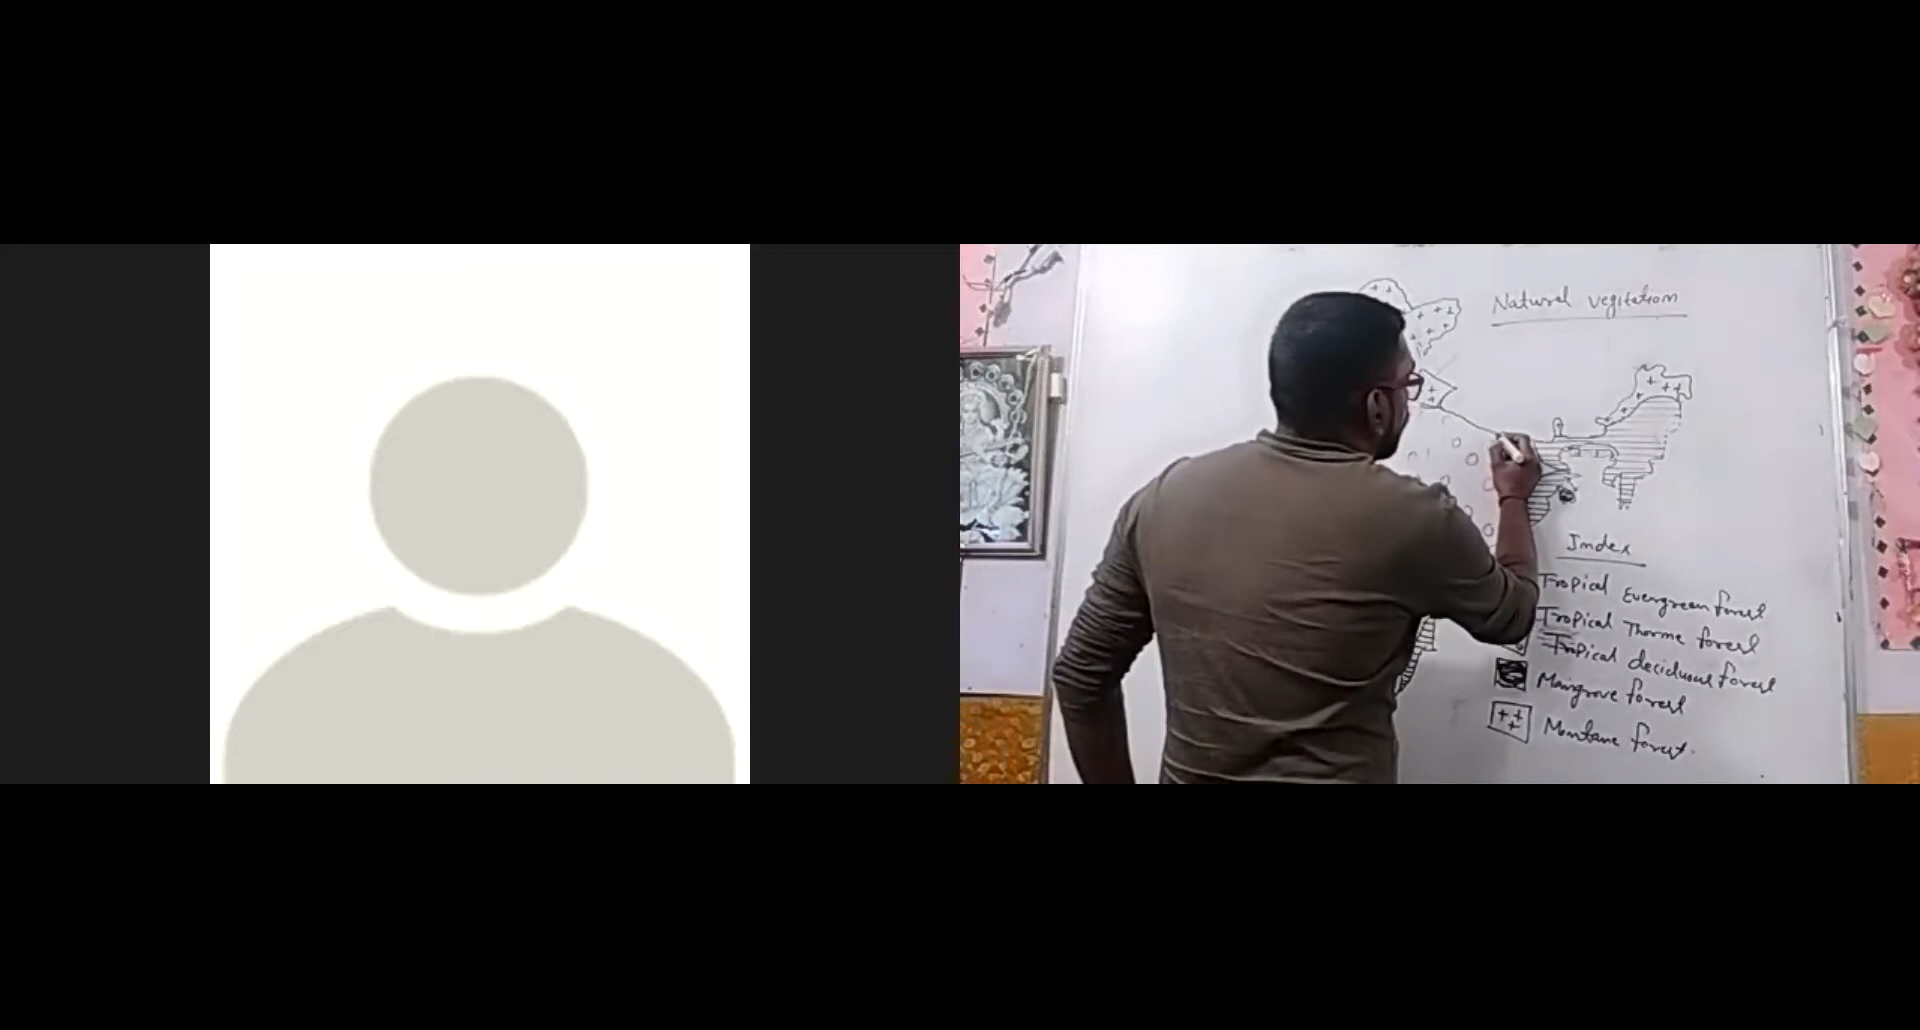 Natural vegitation
Index
Tropical Evergreen forest
Tropical Thorne forest
Tropical deciduous forest
Mangrove forest
Montane forest.